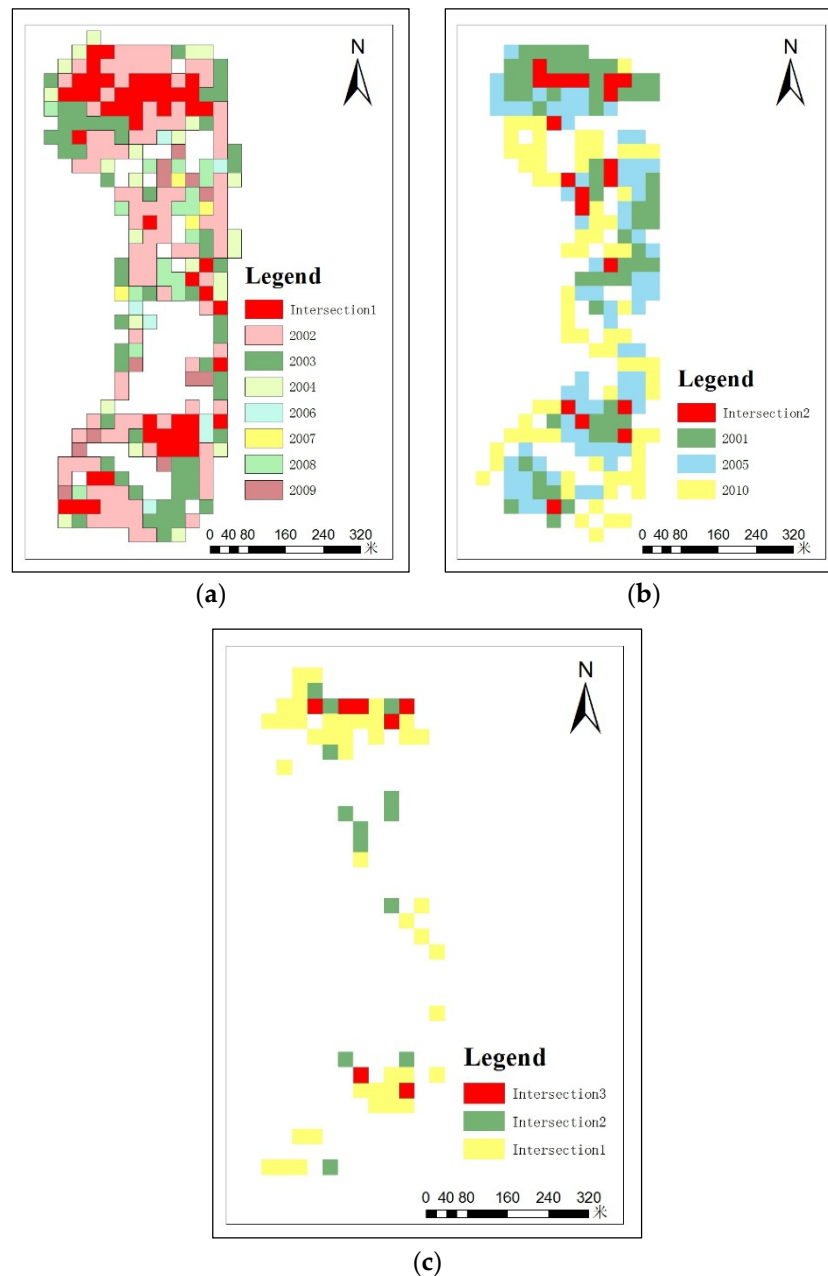 N
Legend
Intersection1
2002
2003
2004
2006
2007
2008
2009
0 40 80 160 240 320
米
(a)
N
Legend
Intersection2
2001
2005
2010
0 40 80 160 240 320
米
(b)
N
Legend
Intersection3
Intersection2
Intersection1
0 40 80 160 240 320
米
(c)